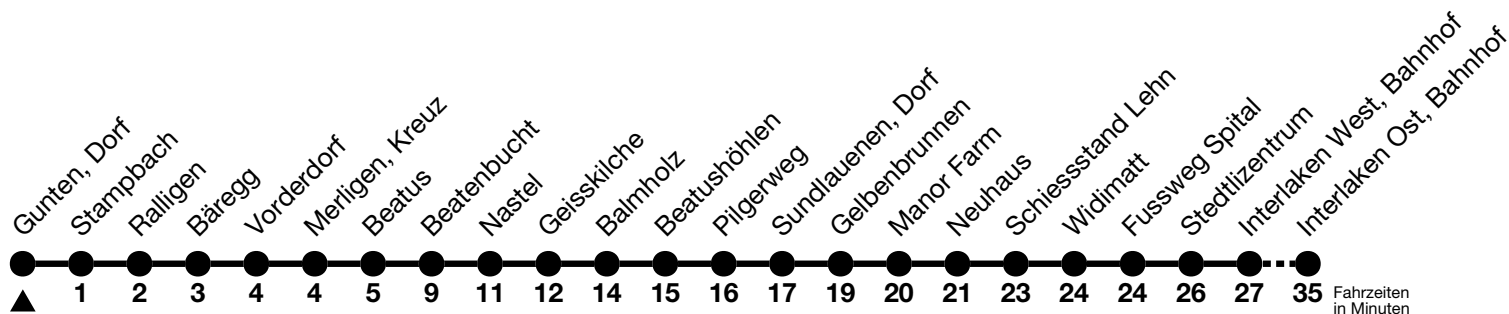 Gunten, Dorf
Stampbach
Ralligen
Bäregg
Vorderdorf
Merligen, Kreuz
Beatus
Beatenbucht
Nastel
Geisskilche
Balmholz
Beatushöhlen
Pilgerweg
Sundlauenen, Dorf
Gelbenbrunnen
Manor Farm
Neuhaus
Schiessstand Lehn
Widimatt
Fussweg Spital
Stedtlizentrum
Interlaken West, Bahnhof
Interlaken Ost, Bahnhof
1 2 3 4 4 5 9 11 12 14 15 16 17 19 20 21 23 24 24 26 27 35
Fahrzeiten
in Minuten